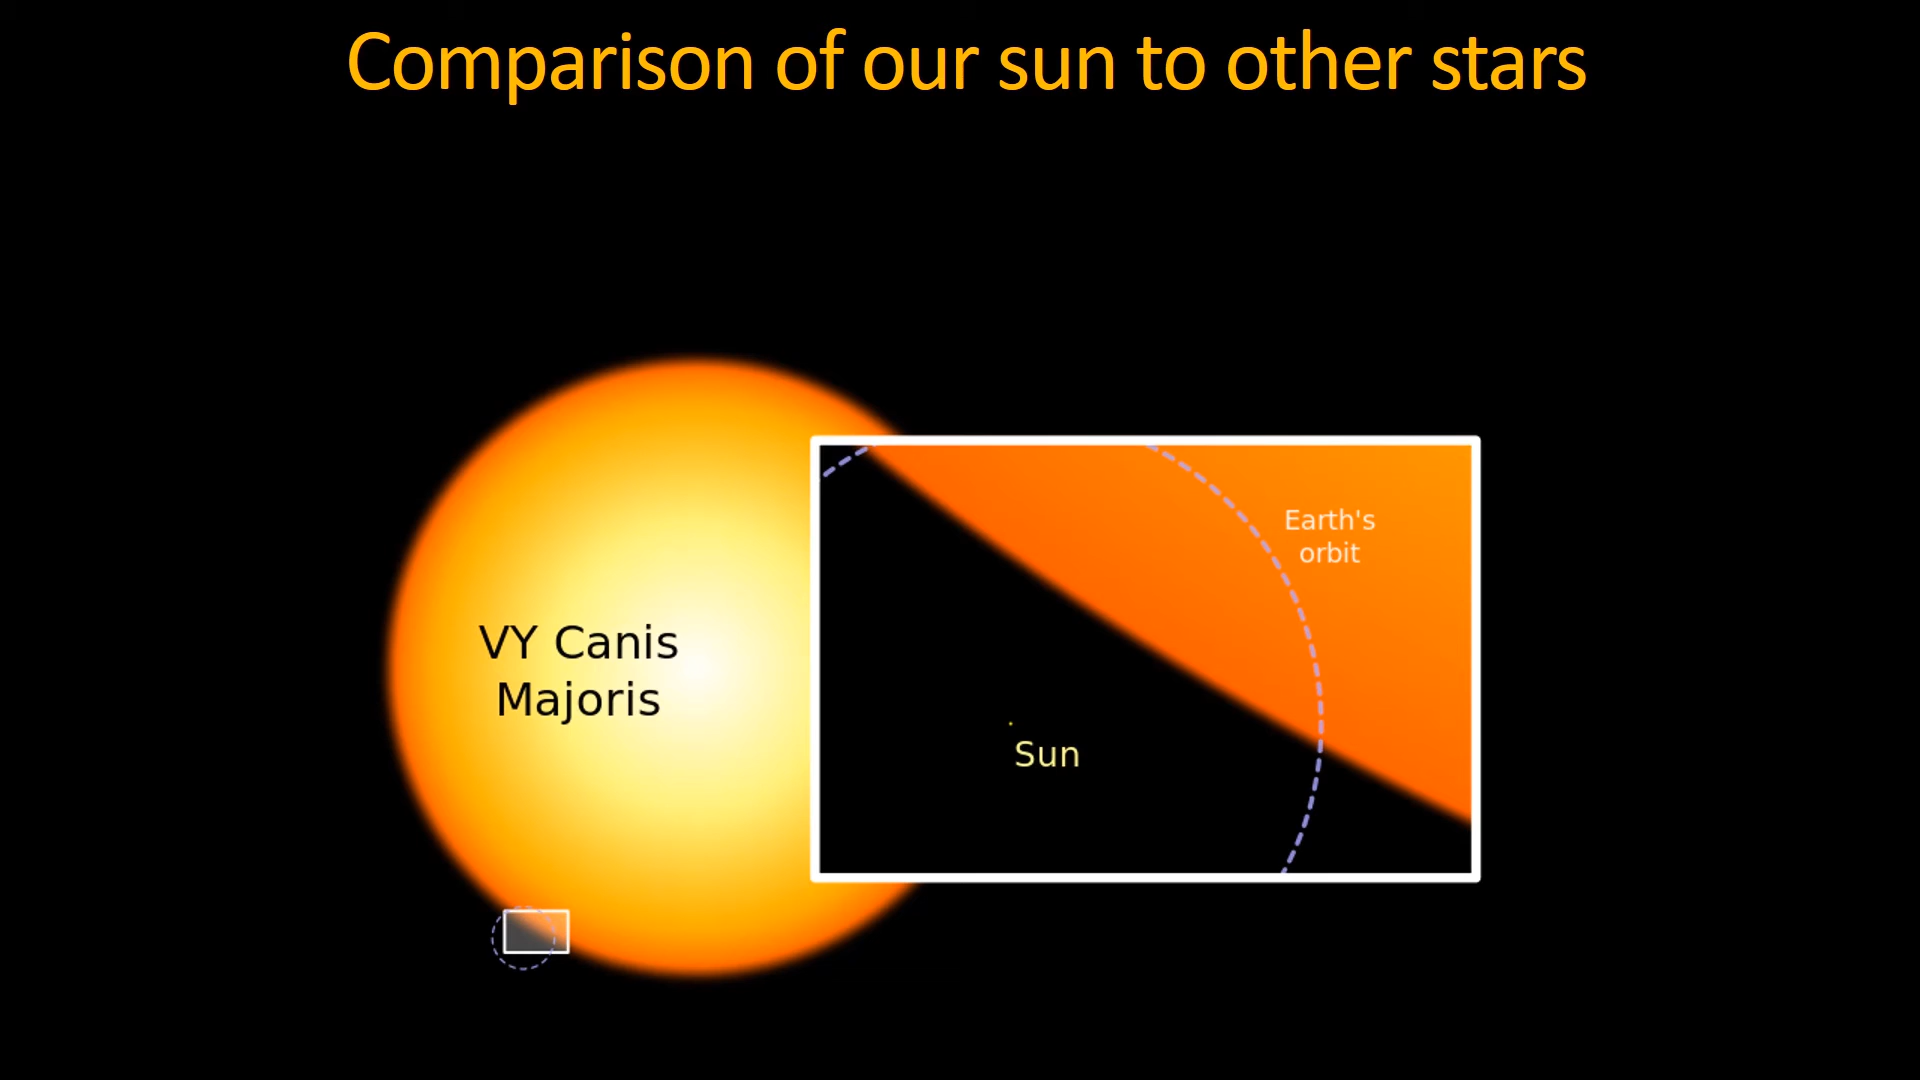 Comparison of our sun to other stars
VY Canis
Majoris
Earth's
orbit
Sun